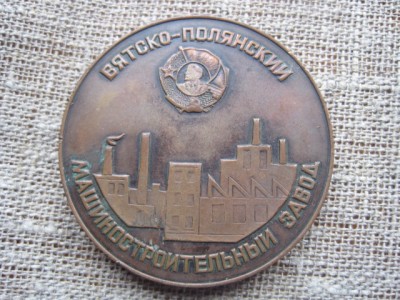 ВЯТСКО-ПОЛЯНСКИЙ
МАШИНОСТРОИТЕЛЬНЫЙ ЗАВОД